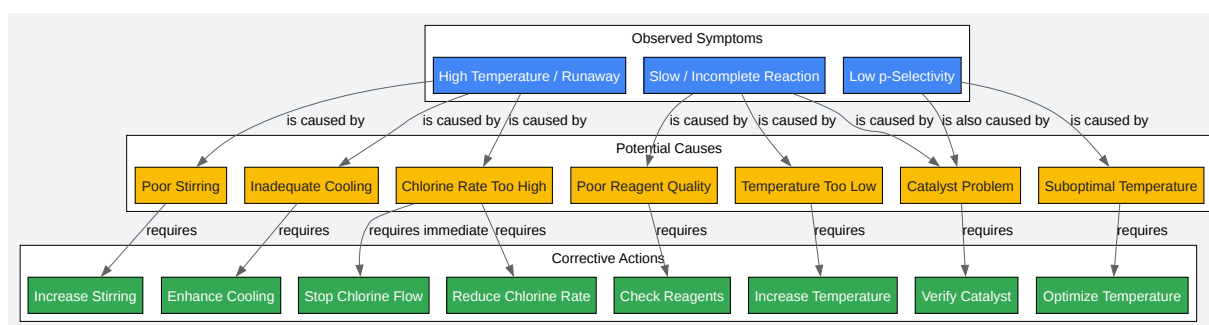 Observed Symptoms
High Temperature / Runaway
Slow / Incomplete Reaction
Low p-Selectivity
is caused by
is caused by
is caused by
is caused by
is caused by
is caused by
is also caused by
is caused by
Potential Causes
Poor Stirring
Inadequate Cooling
Chlorine Rate Too High
Poor Reagent Quality
Temperature Too Low
Catalyst Problem
Suboptimal Temperature
requires
requires
requires immediate
requires
requires
requires
requires
requires
Corrective Actions
Increase Stirring
Enhance Cooling
Stop Chlorine Flow
Reduce Chlorine Rate
Check Reagents
Increase Temperature
Verify Catalyst
Optimize Temperature